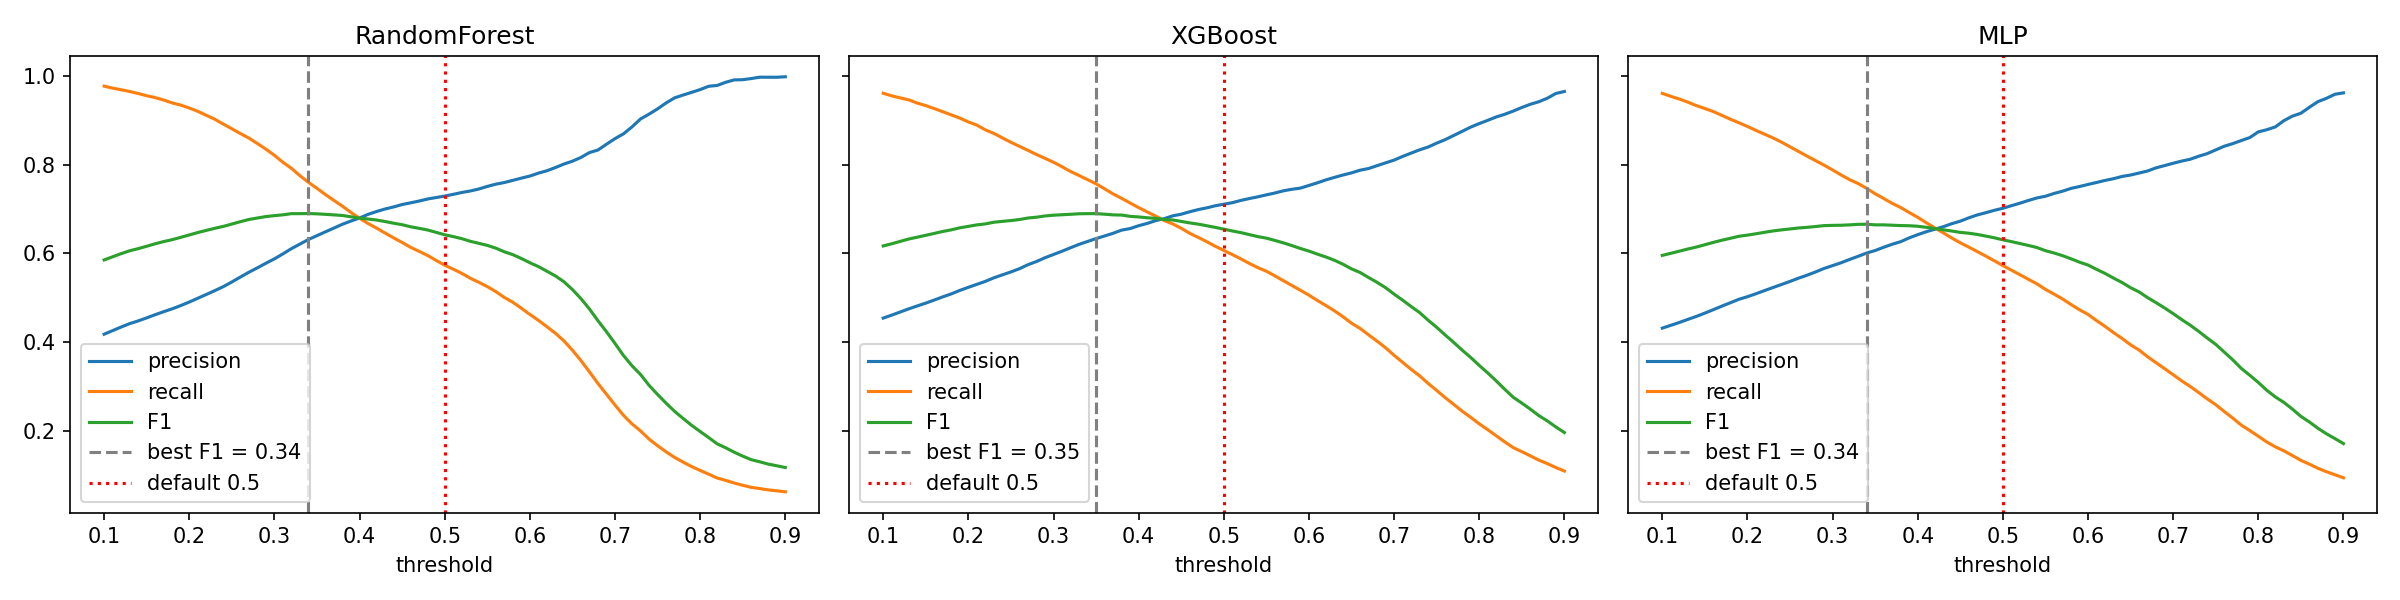 RandomForest
XGBoost
MLP
1.0
0.8
0.6
0.4
0.2
precision
recall
F1
best F1 = 0.34
default 0.5
precision
recall
F1
best F1 = 0.35
default 0.5
precision
recall
F1
best F1 = 0.34
default 0.5
0.1 0.2 0.3 0.4 0.5 0.6 0.7 0.8 0.9
0.1 0.2 0.3 0.4 0.5 0.6 0.7 0.8 0.9
0.1 0.2 0.3 0.4 0.5 0.6 0.7 0.8 0.9
threshold
threshold
threshold